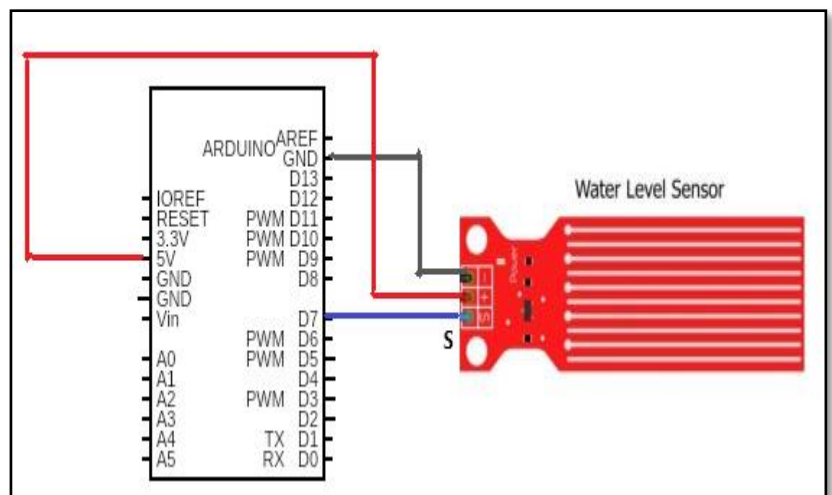 ARDUINO
AREF
GND
D13
IOREF
D12
RESET
PWM D11
3.3V
PWM D10
5V
PWM D9
GND
D8
GND
Vin
D7
PWM D6
A0
PWM D5
A1
D4
A2
PWM D3
A3
D2
A4
TX D1
A5
RX D0
Water Level Sensor
Power
-
+
S
S